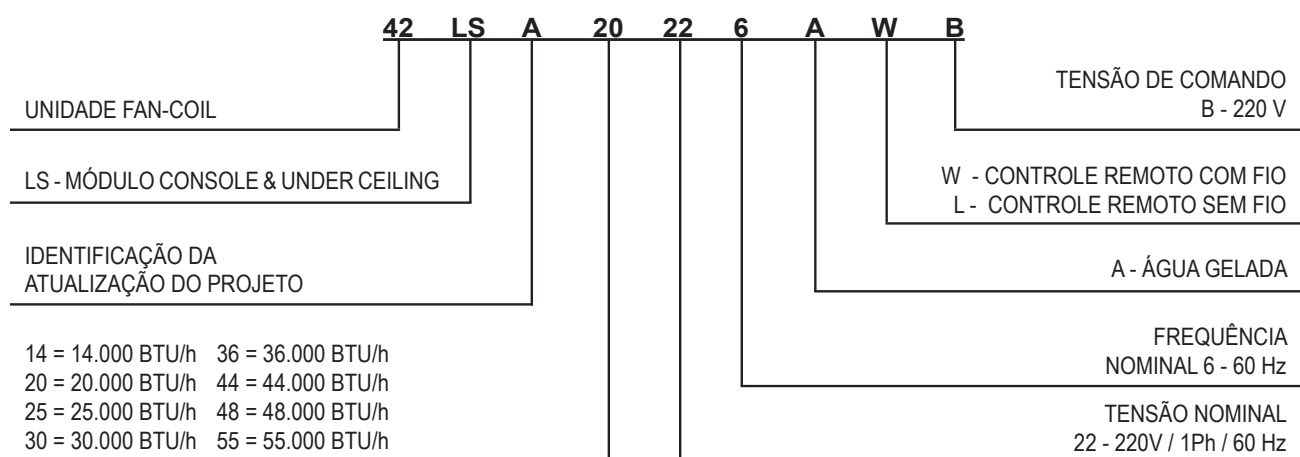 42 LS A 20 22 6 A W B
UNIDADE FAN-COIL
LS - MÓDULO CONSOLE & UNDER CEILING
IDENTIFICAÇÃO DA
ATUALIZAÇÃO DO PROJETO
14 = 14.000 BTU/h 36 = 36.000 BTU/h
20 = 20.000 BTU/h 44 = 44.000 BTU/h
25 = 25.000 BTU/h 48 = 48.000 BTU/h
30 = 30.000 BTU/h 55 = 55.000 BTU/h
TENSÃO DE COMANDO
B - 220 V
W - CONTROLE REMOTO COM FIO
L - CONTROLE REMOTO SEM FIO
A - ÁGUA GELADA
FREQUÊNCIA
NOMINAL 6 - 60 Hz
TENSÃO NOMINAL
22 - 220V / 1Ph / 60 Hz